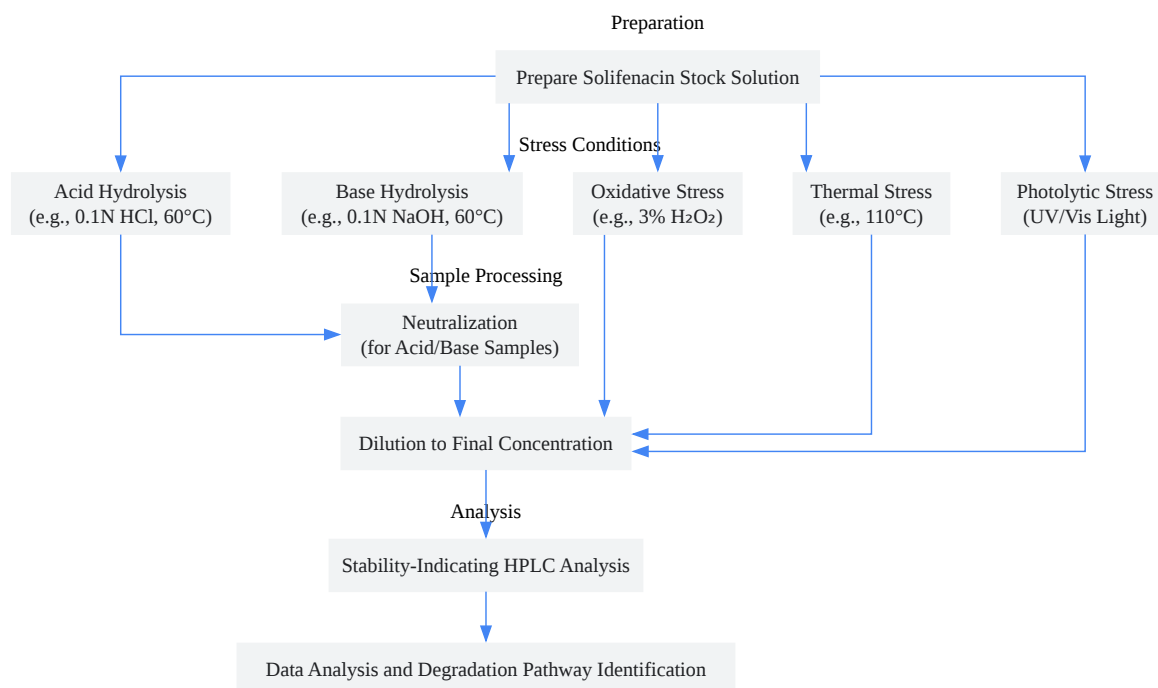 Preparation
Prepare Solifenacin Stock Solution
Stress Conditions
Acid Hydrolysis
(e.g., 0.1N HCl, 60°C)
Base Hydrolysis
(e.g., 0.1N NaOH, 60°C)
Oxidative Stress
(e.g., 3% H₂O₂)
Thermal Stress
(e.g., 110°C)
Photolytic Stress
(UV/Vis Light)
Sample Processing
Neutralization
(for Acid/Base Samples)
Dilution to Final Concentration
Analysis
Stability-Indicating HPLC Analysis
Data Analysis and Degradation Pathway Identification